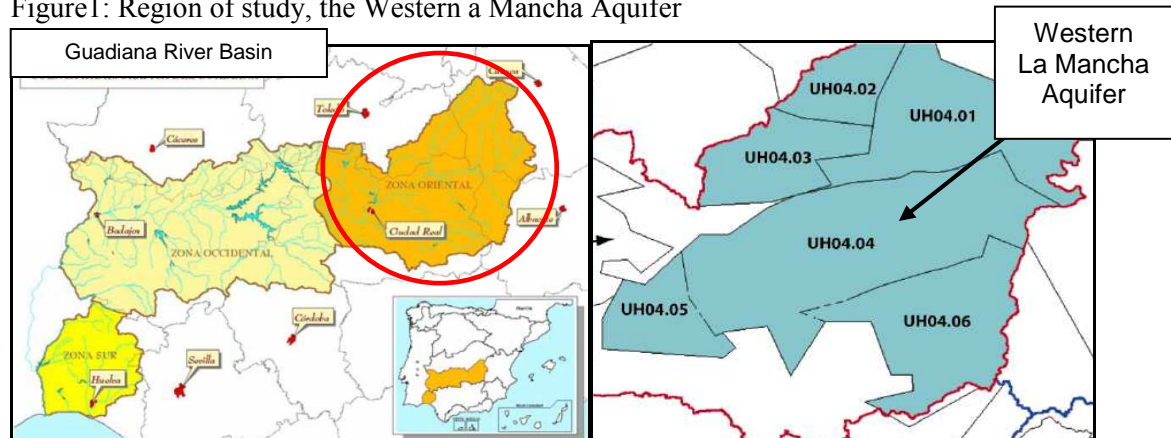 Figure1: Region of study, the Western a Mancha Aquifer
Guadiana River Basin
Toledo
Cáceres
ZONA ORIENTAL
Badajoz
Ciudad Real
Albacete
ZONA OCCIDENTAL
Córdoba
ZONA SUR
Sevilla
Huelva
Western
La Mancha
Aquifer
UH04.02
UH04.01
UH04.03
UH04.04
UH04.05
UH04.06